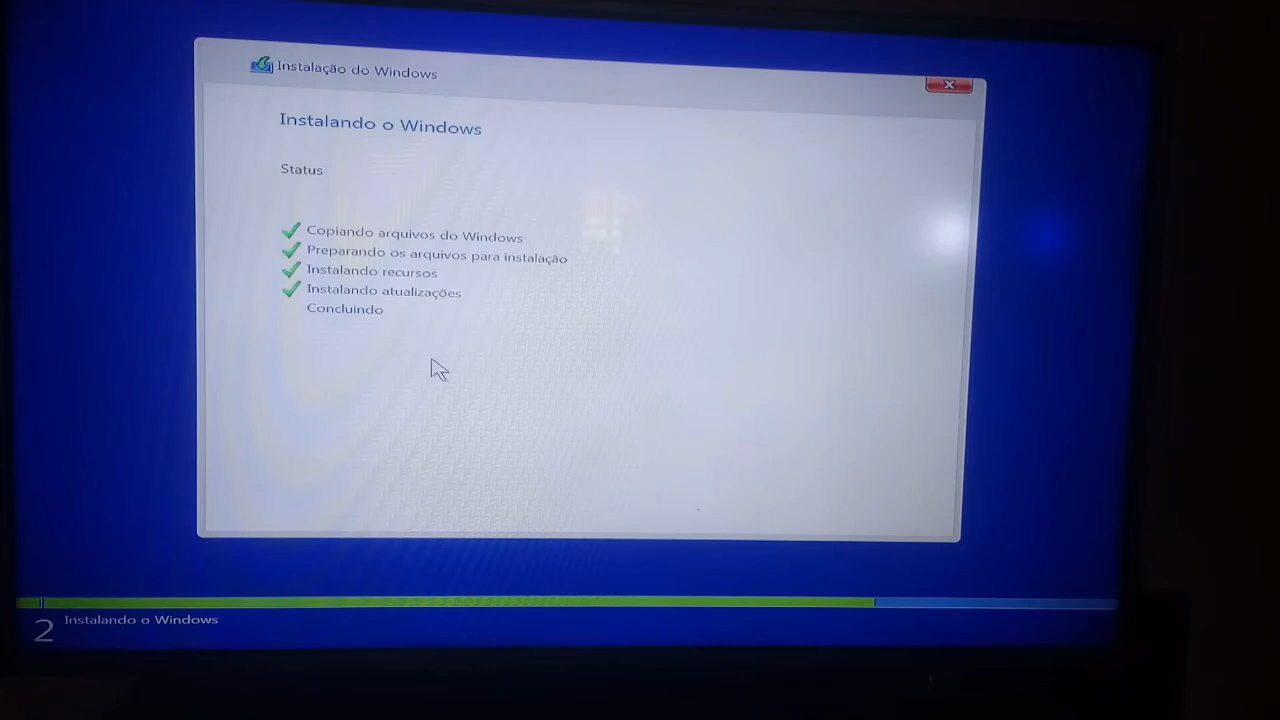 Instalação do Windows
Instalando o Windows
Status
Copiando arquivos do Windows
Preparando os arquivos para instalação
Instalando recursos
Instalando atualizações
Concluindo
2 Instalando o Windows